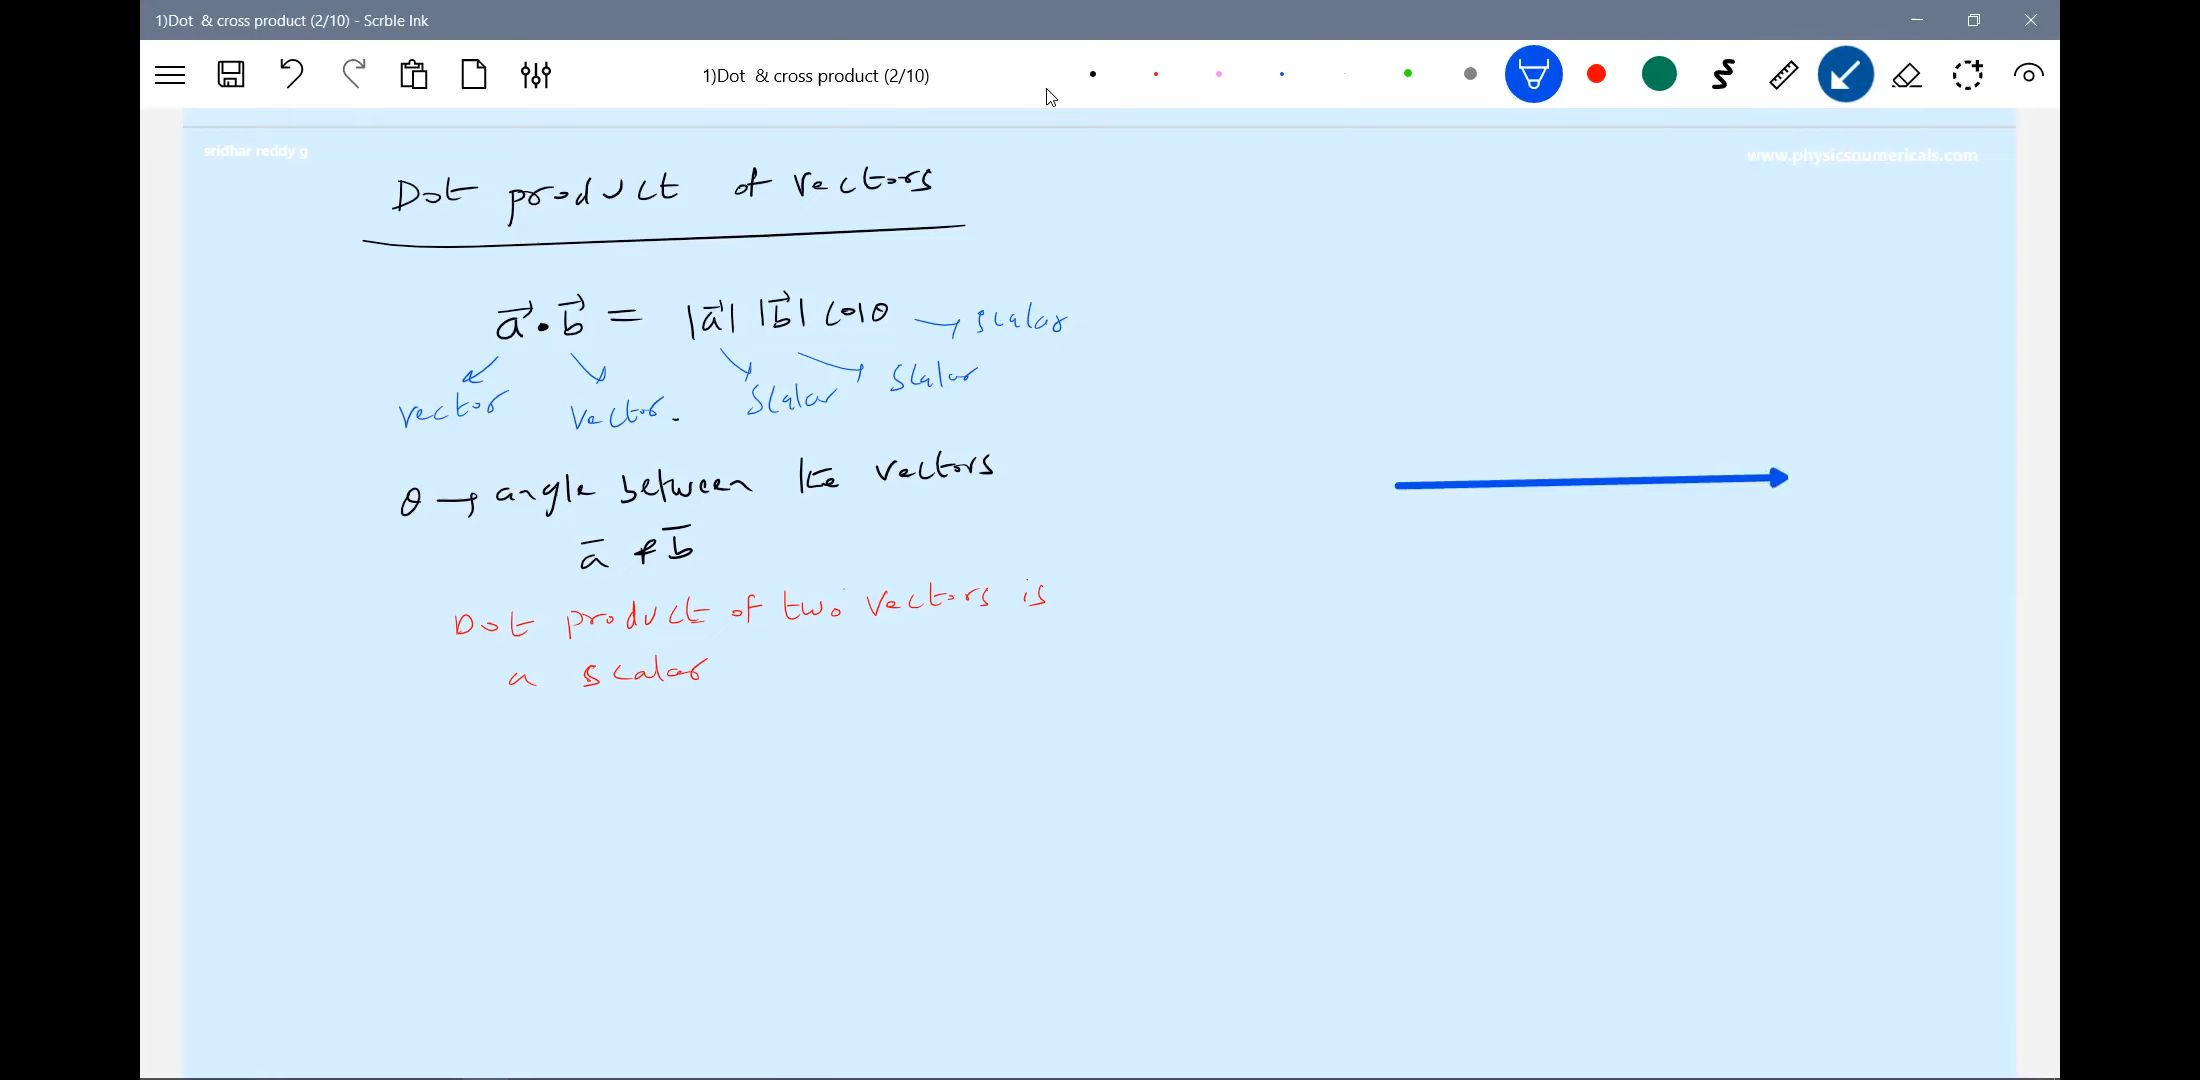 1)Dot & cross product (2/10) - Scrble Ink
1)Dot & cross product (2/10)
sridhar reddy g
www.physicsnumericals.com
Dot product of vectors
a⃗ • b⃗ = |a⃗| |b⃗| cosθ → scalar
vector vector. scalar scalar
θ → angle between the vectors
a̅ & b̅
Dot product of two vectors is
a scalar